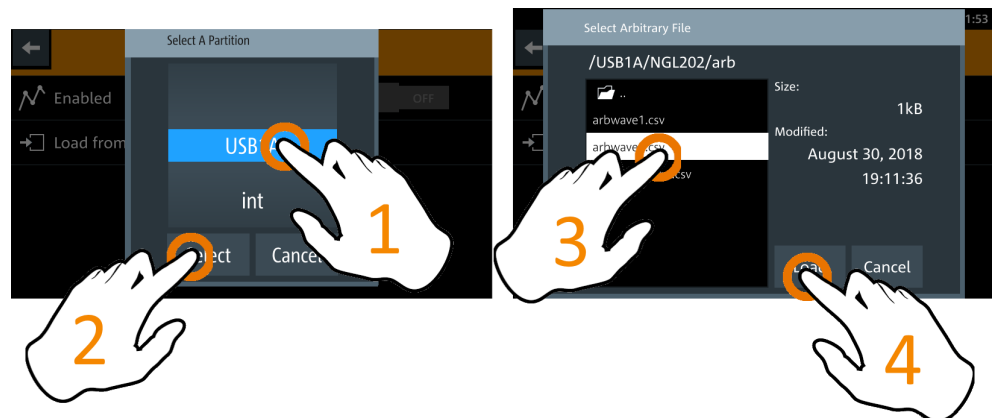 Select A Partition
Enabled
OFF
Load from
USB1A
int
Select
Cancel
1
2
1:53
Select Arbitrary File
/USB1A/NGL202/arb
..
arbwave1.csv
.csv
Size:
1kB
Modified:
August 30, 2018
19:11:36
Load
Cancel
3
4